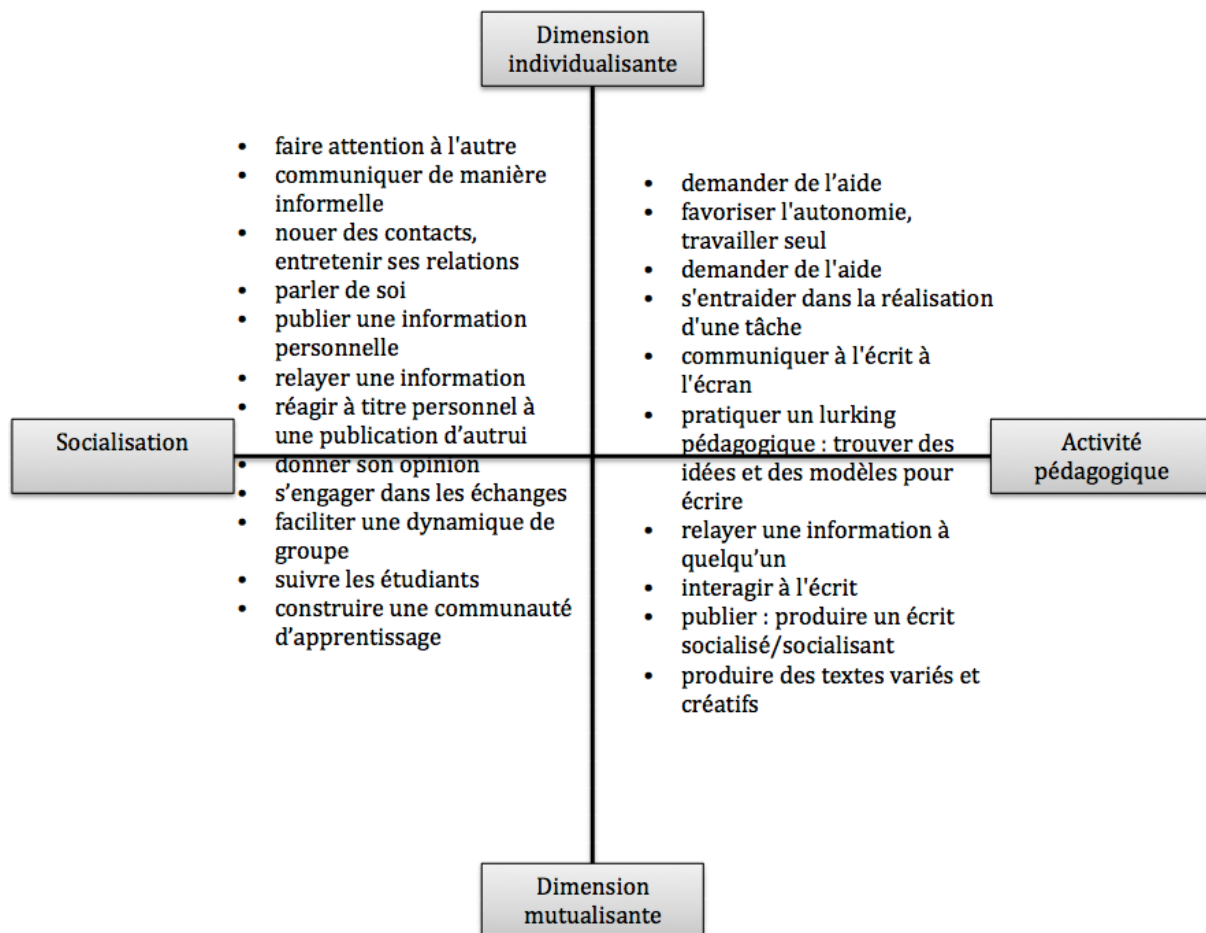 Dimension
individualisante
• faire attention à l'autre
• communiquer de manière
informelle
• nouer des contacts,
entretenir ses relations
• parler de soi
• publier une information
personnelle
• relayer une information
• réagir à titre personnel à
une publication d’autrui
• donner son opinion
• s’engager dans les échanges
• faciliter une dynamique de
groupe
• suivre les étudiants
• construire une communauté
d’apprentissage
• demander de l’aide
• favoriser l'autonomie,
travailler seul
• demander de l'aide
• s'entraider dans la réalisation
d'une tâche
• communiquer à l'écrit à
l'écran
• pratiquer un lurking
pédagogique : trouver des
idées et des modèles pour
écrire
• relayer une information à
quelqu’un
• interagir à l'écrit
• publier : produire un écrit
socialisé/socialisant
• produire des textes variés et
créatifs
Socialisation
Activité
pédagogique
Dimension
mutualisante